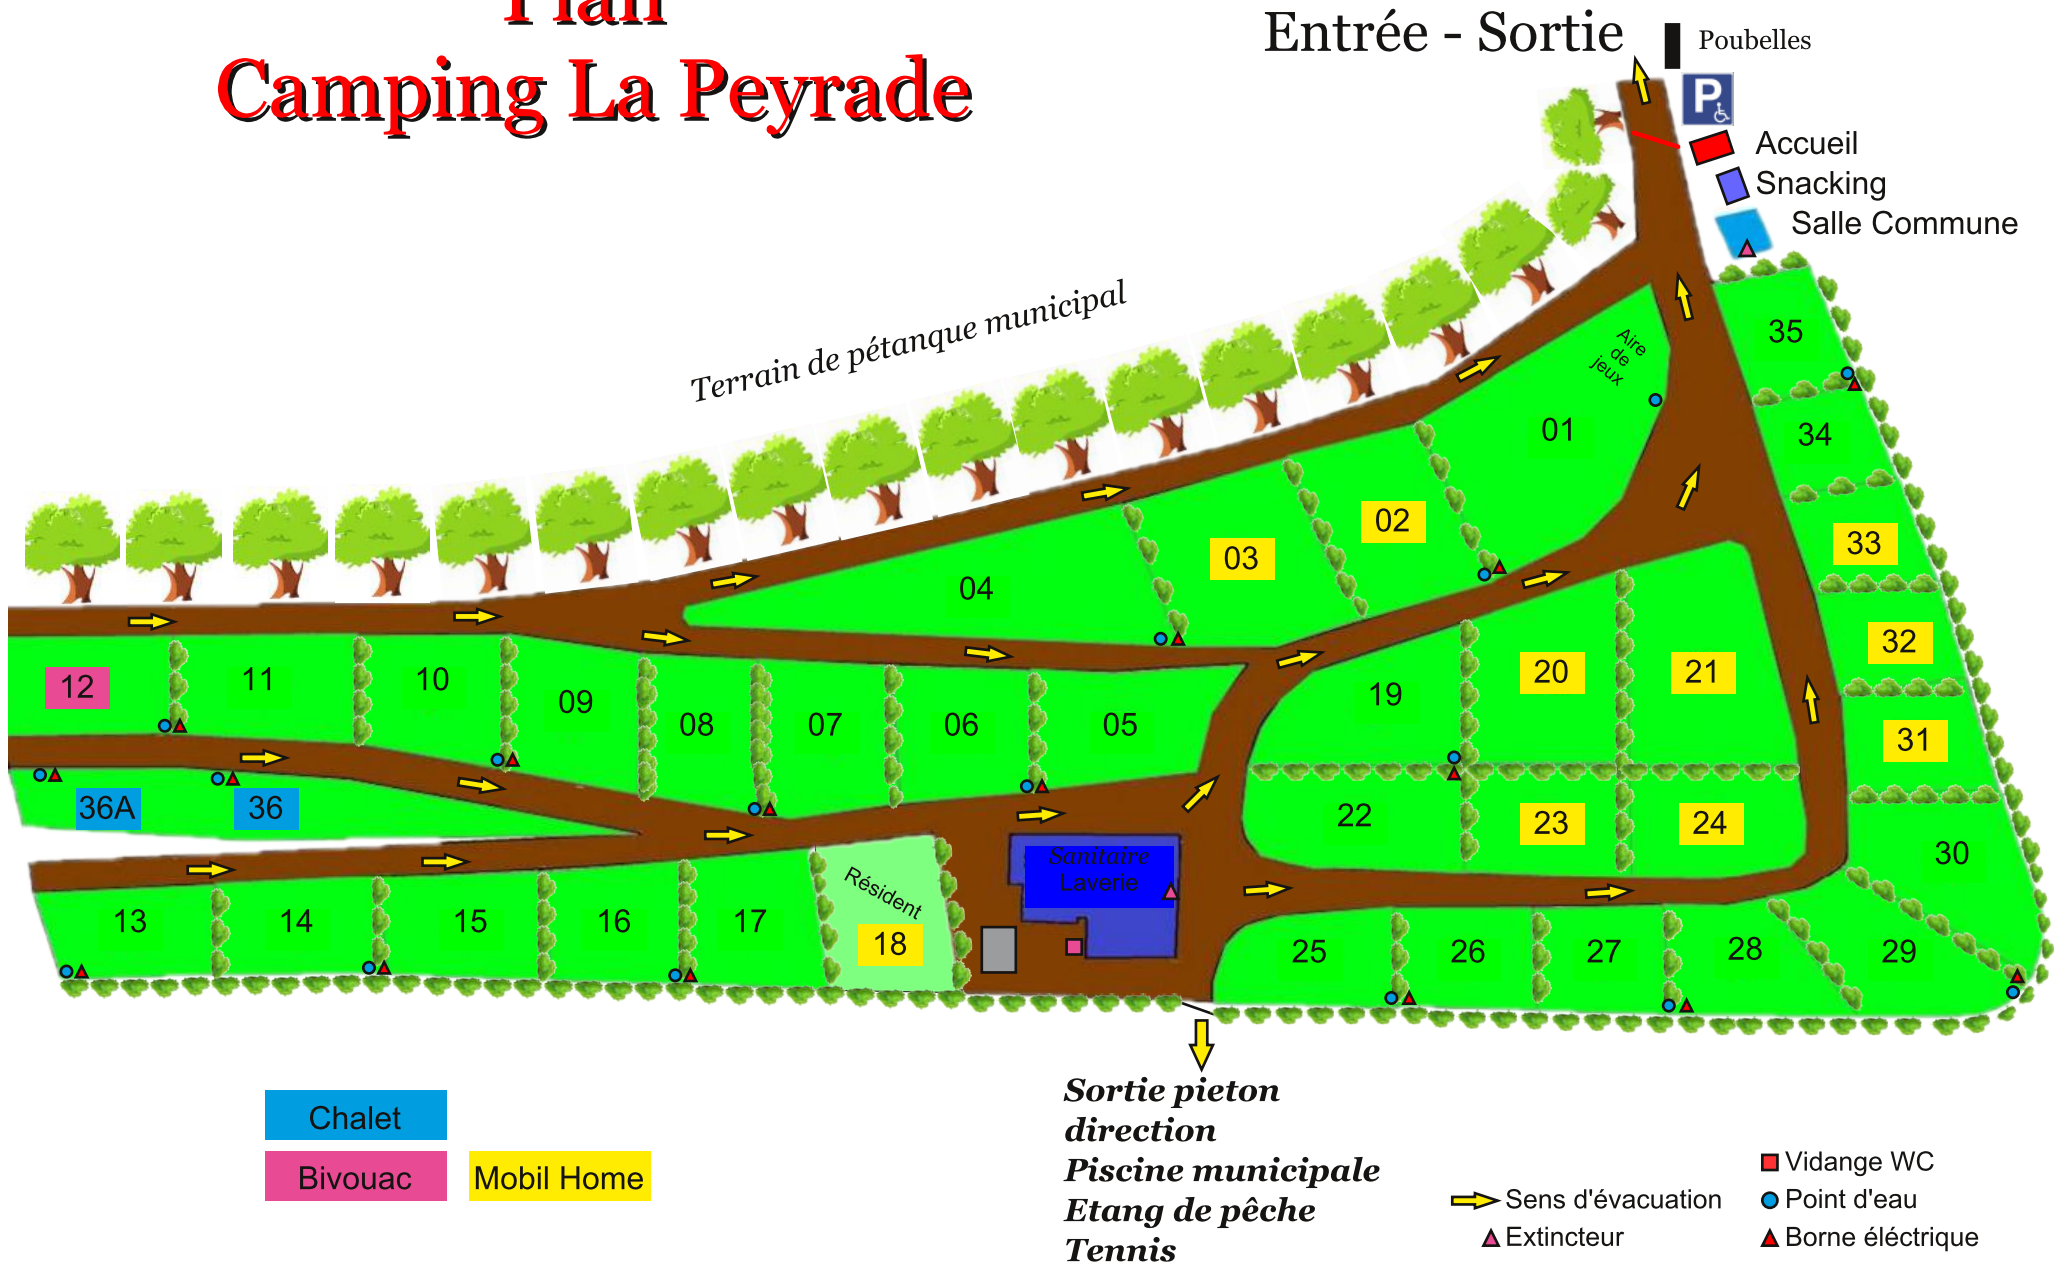 Plan
Camping La Peyrade
Entrée - Sortie
Poubelles
P
Accueil
Snacking
Salle Commune
Terrain de pétanque municipal
Aire
de
jeux
35
01
34
02
33
03
04
32
12
11
10
09
08
07
06
05
19
20
21
31
36A
36
22
23
24
30
Sanitaire
Laverie
Résident
18
13
14
15
16
17
25
26
27
28
29
Sortie pieton
direction
Piscine municipale
Etang de pêche
Tennis
Chalet
Bivouac
Mobil Home
Vidange WC
Sens d'évacuation
Point d'eau
Extincteur
Borne éléctrique